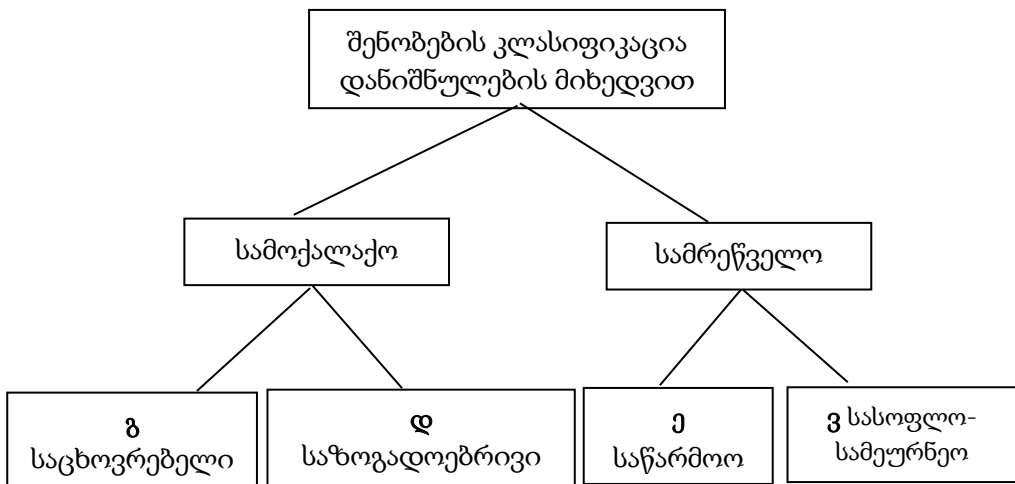 შენობების კლასიფიკაცია
დანიშნულების მიხედვით
სამოქალაქო
სამრეწველო
გ
საცხოვრებელი
დ
საზოგადოებრივი
ე
საწარმოო
ვ სასოფლო-
სამეურნეო